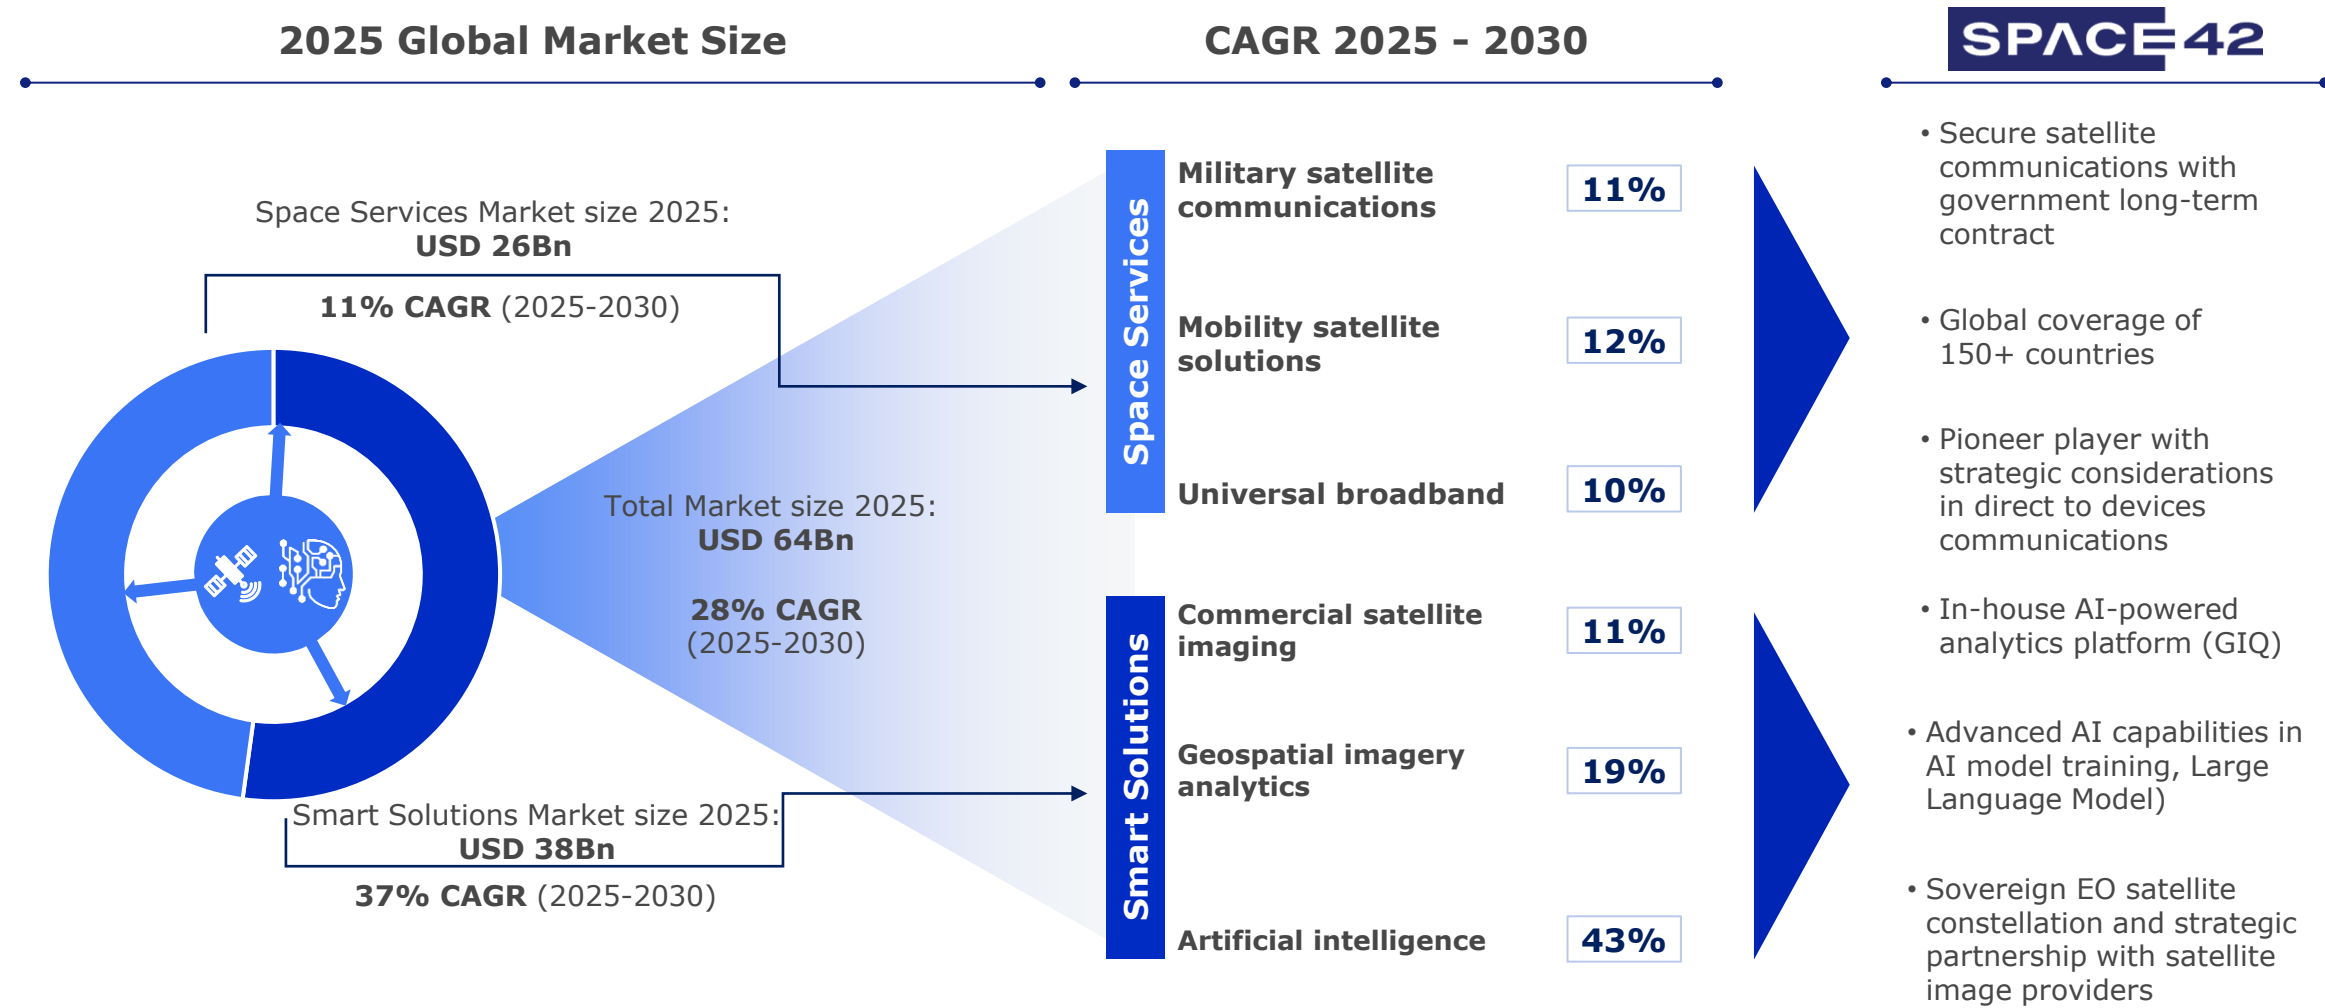 2025 Global Market Size
CAGR 2025 - 2030
SPACE42
Space Services Market size 2025:
USD 26Bn
11% CAGR (2025-2030)
Total Market size 2025:
USD 64Bn
28% CAGR
(2025-2030)
Smart Solutions Market size 2025:
USD 38Bn
37% CAGR (2025-2030)
Space Services
Military satellite
communications
11%
Mobility satellite
solutions
12%
Universal broadband
10%
Smart Solutions
Commercial satellite
imaging
11%
Geospatial imagery
analytics
19%
Artificial intelligence
43%
• Secure satellite
communications with
government long-term
contract
• Global coverage of
150+ countries
• Pioneer player with
strategic considerations
in direct to devices
communications
• In-house AI-powered
analytics platform (GIQ)
• Advanced AI capabilities in
AI model training, Large
Language Model)
• Sovereign EO satellite
constellation and strategic
partnership with satellite
image providers